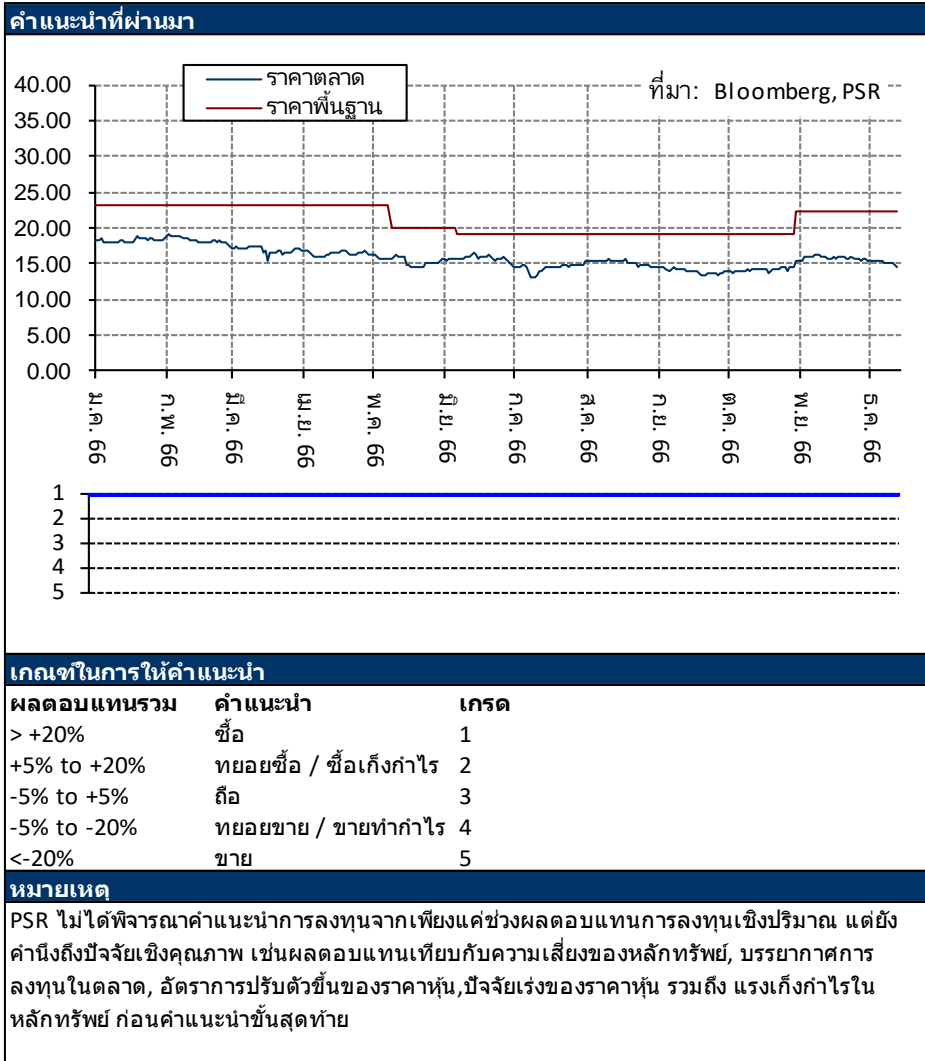 คำแนะนำที่ผ่านมา
ราคาตลาด
ราคาพื้นฐาน
ที่มา: Bloomberg, PSR
40.00
35.00
30.00
25.00
20.00
15.00
10.00
5.00
0.00
ม.ค. 66
ก.พ. 66
มี.ค. 66
เม.ย. 66
พ.ค. 66
มิ.ย. 66
ก.ค. 66
ส.ค. 66
ก.ย. 66
ต.ค. 66
พ.ย. 66
ธ.ค. 66
1
2
3
4
5
เกณฑ์ในการให้คำแนะนำ
ผลตอบแทนรวม คำแนะนำ เกรด
> +20% ซื้อ 1
+5% to +20% ทยอยซื้อ / ซื้อเก็งกำไร 2
-5% to +5% ถือ 3
-5% to -20% ทยอยขาย / ขายทำกำไร 4
<-20% ขาย 5
หมายเหตุ
PSR ไม่ได้พิจารณาคำแนะนำการลงทุนจากเพียงแค่ช่วงผลตอบแทนการลงทุนเชิงปริมาณ แต่ยัง
คำนึงถึงปัจจัยเชิงคุณภาพ เช่นผลตอบแทนเทียบกับความเสี่ยงของหลักทรัพย์, บรรยากาศการ
ลงทุนในตลาด, อัตราการปรับตัวขึ้นของราคาหุ้น,ปัจจัยเร่งของราคาหุ้น รวมถึง แรงเก็งกำไรใน
หลักทรัพย์ ก่อนคำแนะนำขั้นสุดท้าย